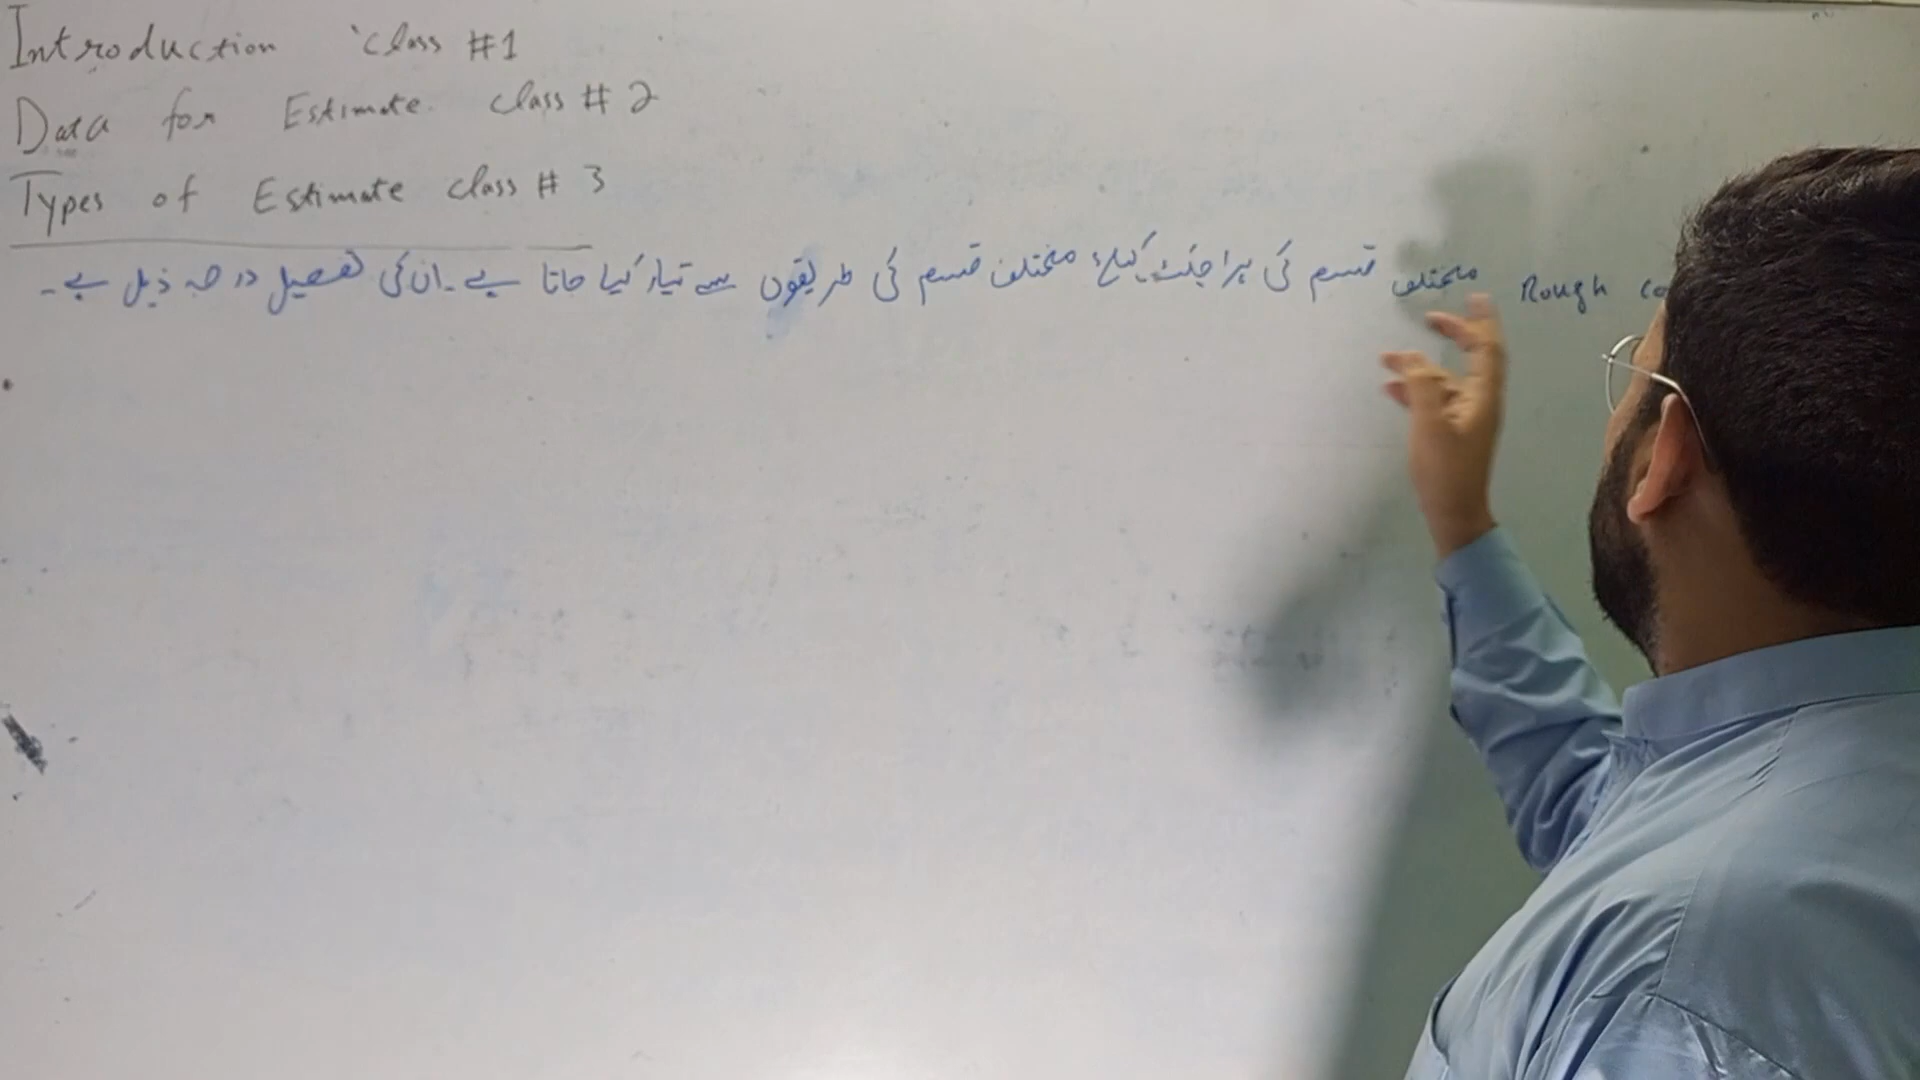 Introduction class #1
Data for Estimate. class # 2
Types of Estimate class # 3
Rough مختلف قسم کی پراجکٹ کیلئے مختلف قسم کی طریقوں سے تیار کیا جاتا ہے۔ ان کی تفصیل درجہ ذیل ہے۔